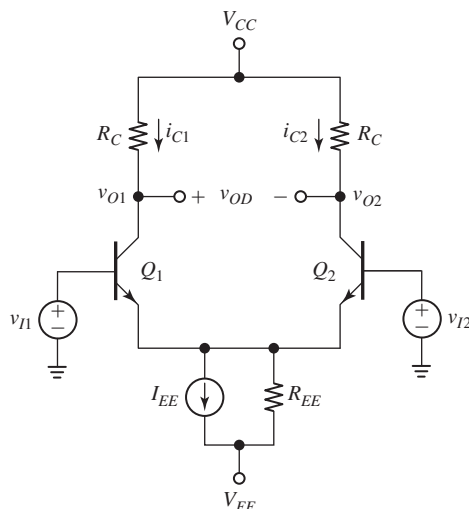 V_CC
R_C
i_C1
i_C2
R_C
v_O1
+ v_OD −
v_O2
Q_1
Q_2
v_I1
+
−
+
−
v_I2
I_EE
R_EE
V_EE